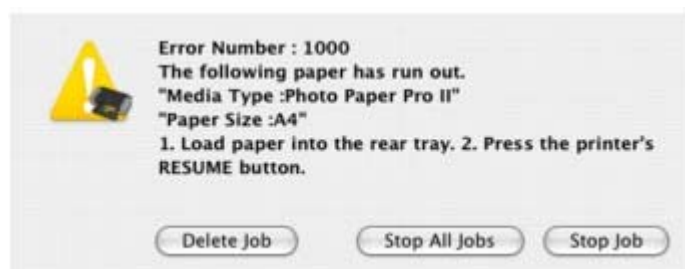 Error Number : 1000
The following paper has run out.
"Media Type :Photo Paper Pro II"
"Paper Size :A4"
1. Load paper into the rear tray. 2. Press the printer's
RESUME button.
Delete Job Stop All Jobs Stop Job